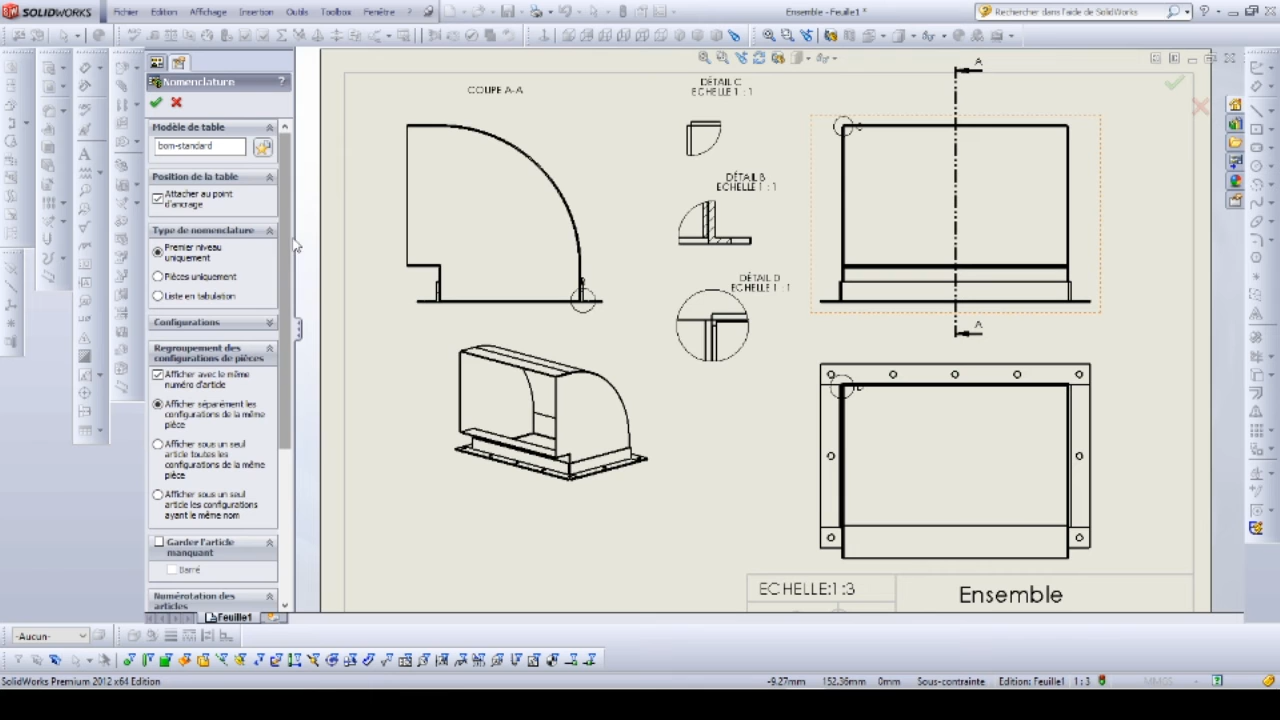 SOLIDWORKS
Fichier Edition Affichage Insertion Outils Toolbox Fenêtre ?
Ensemble - Feuille1 *
Rechercher dans l'aide de SolidWorks
Nomenclature
?
Modèle de table
bom-standard
Position de la table
Attacher au point
d'ancrage
Type de nomenclature
Premier niveau
uniquement
Pièces uniquement
Liste en tabulation
Configurations
Regroupement des
configurations de pièces
Afficher avec le même
numéro d'article
Afficher séparément les
configurations de la même
pièce
Afficher sous un seul
article toutes les
configurations de la même
pièce
Afficher sous un seul
article les configurations
ayant le même nom
Garder l'article
manquant
Barré
Numérotation des
articles
COUPE A-A
DÉTAIL C
ECHELLE 1 : 1
DÉTAIL B
ECHELLE 1 : 1
DÉTAIL D
ECHELLE 1 : 1
A
A
ECHELLE:1:3
Ensemble
Feuille1
-Aucun-
SolidWorks Premium 2012 x64 Edition
-9.27mm 152.36mm 0mm Sous-contrainte Edition: Feuille1 1 : 3 MMGS